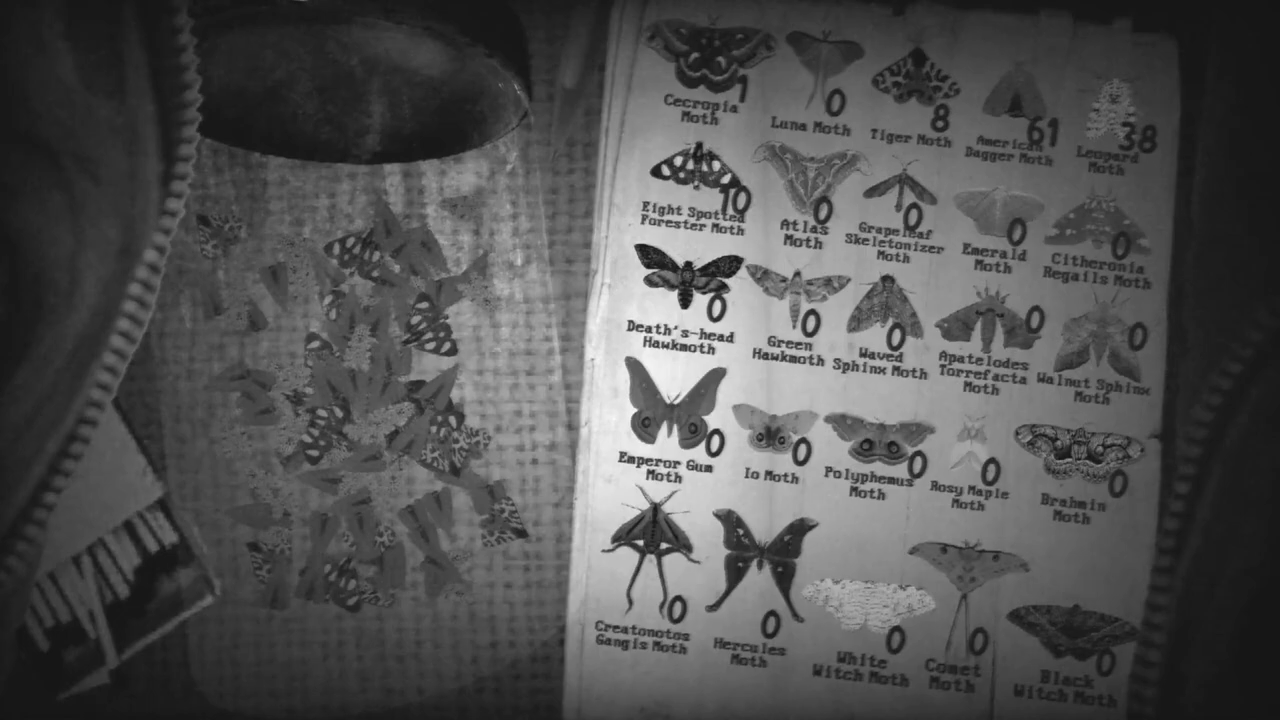 1
Cecropia
Moth
0
Luna Moth
8
Tiger Moth
61
American
Dagger Moth
38
Leopard
Moth
10
Eight Spotted
Forester Moth
0
Atlas
Moth
0
Grapeleaf
Skeletonizer
Moth
0
Emerald
Moth
0
Citheronia
Regails Moth
0
Death's-head
Hawkmoth
0
Green
Hawkmoth
0
Waved
Sphinx Moth
0
Apatelodes
Torrefacta
Moth
0
Walnut Sphinx
Moth
0
Emperor Gum
Moth
0
Io Moth
0
Polyphemus
Moth
0
Rosy Maple
Moth
0
Brahmin
Moth
0
Creatonotos
Gangis Moth
0
Hercules
Moth
0
White
Witch Moth
0
Comet
Moth
0
Black
Witch Moth